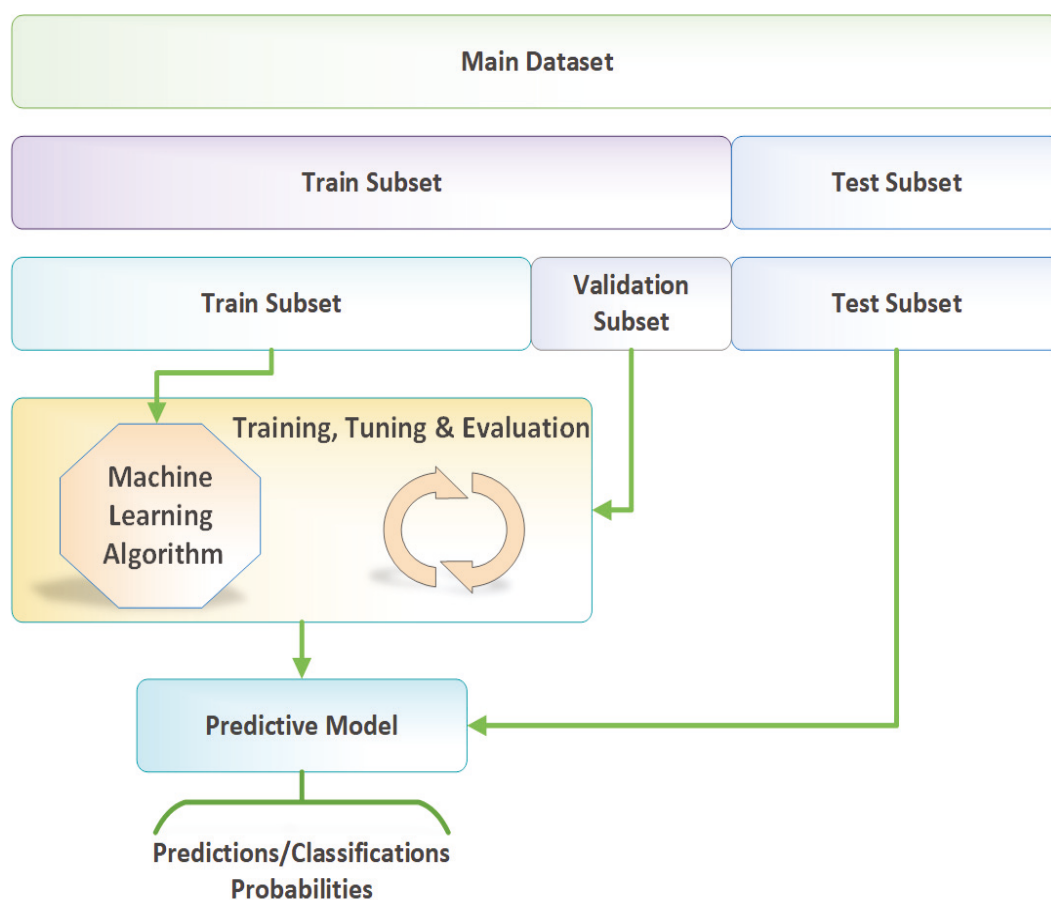 Main Dataset
Train Subset
Test Subset
Train Subset
Validation
Subset
Test Subset
Training, Tuning & Evaluation
Machine
Learning
Algorithm
Predictive Model
Predictions/Classifications
Probabilities